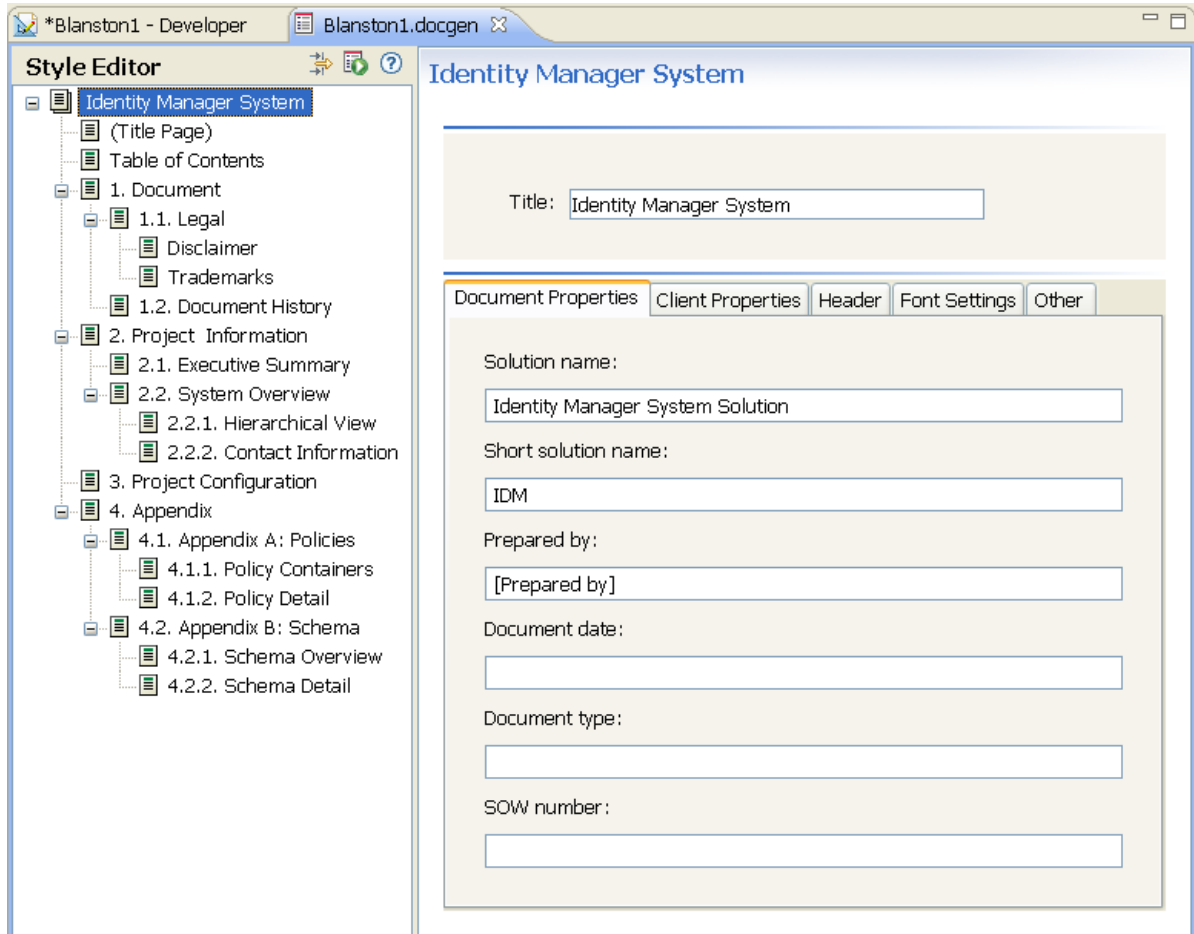 *Blanston1 - Developer
Blanston1.docgen
Style Editor
Identity Manager System
(Title Page)
Table of Contents
1. Document
1.1. Legal
Disclaimer
Trademarks
1.2. Document History
2. Project  Information
2.1. Executive Summary
2.2. System Overview
2.2.1. Hierarchical View
2.2.2. Contact Information
3. Project Configuration
4. Appendix
4.1. Appendix A: Policies
4.1.1. Policy Containers
4.1.2. Policy Detail
4.2. Appendix B: Schema
4.2.1. Schema Overview
4.2.2. Schema Detail
Identity Manager System
Title: Identity Manager System
Document Properties Client Properties Header Font Settings Other
Solution name:
Identity Manager System Solution
Short solution name:
IDM
Prepared by:
[Prepared by]
Document date:
Document type:
SOW number: